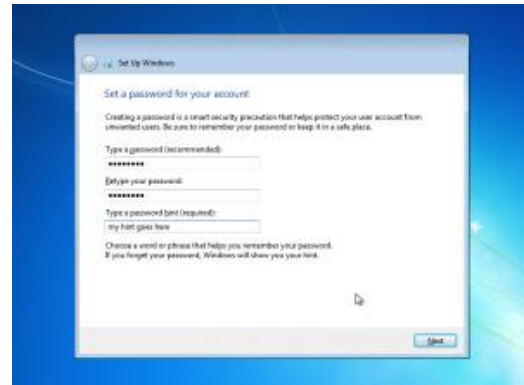 Set Up Windows
Set a password for your account
Creating a password is a smart security precaution that helps protect your user account from
unwanted users. Be sure to remember your password or keep it in a safe place.
Type a password (recommended):
••••••••
Retype your password:
••••••••
Type a password hint (required):
my hint goes here
Choose a word or phrase that helps you remember your password.
If you forget your password, Windows will show you your hint.
Next